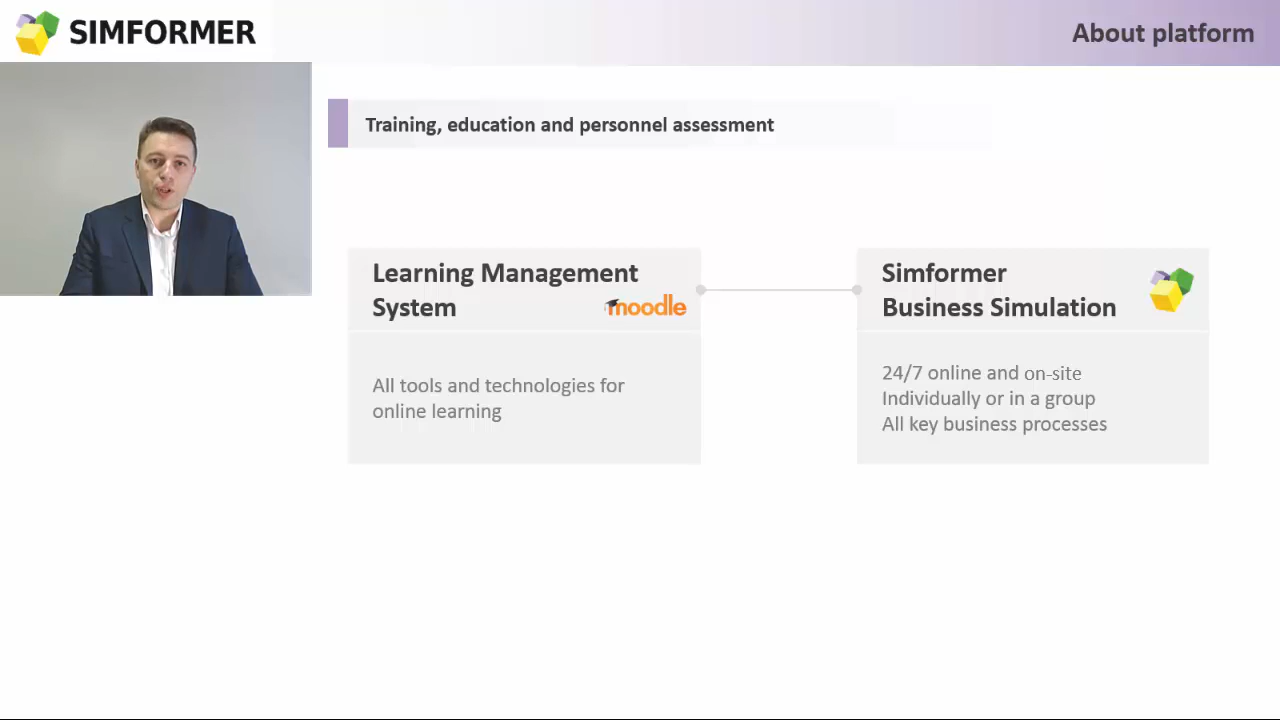 SIMFORMER
About platform
Training, education and personnel assessment
Learning Management
System
moodle
All tools and technologies for
online learning
Simformer
Business Simulation
24/7 online and on-site
Individually or in a group
All key business processes